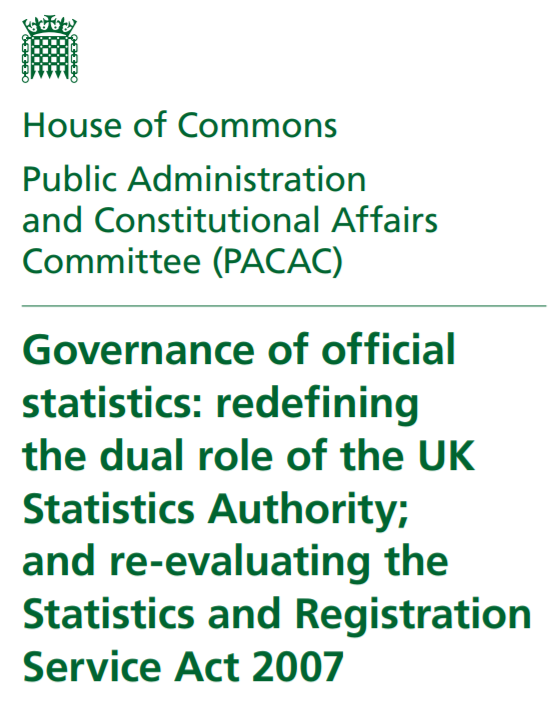 House of Commons
Public Administration
and Constitutional Affairs
Committee (PACAC)
Governance of official
statistics: redefining
the dual role of the UK
Statistics Authority;
and re-evaluating the
Statistics and Registration
Service Act 2007